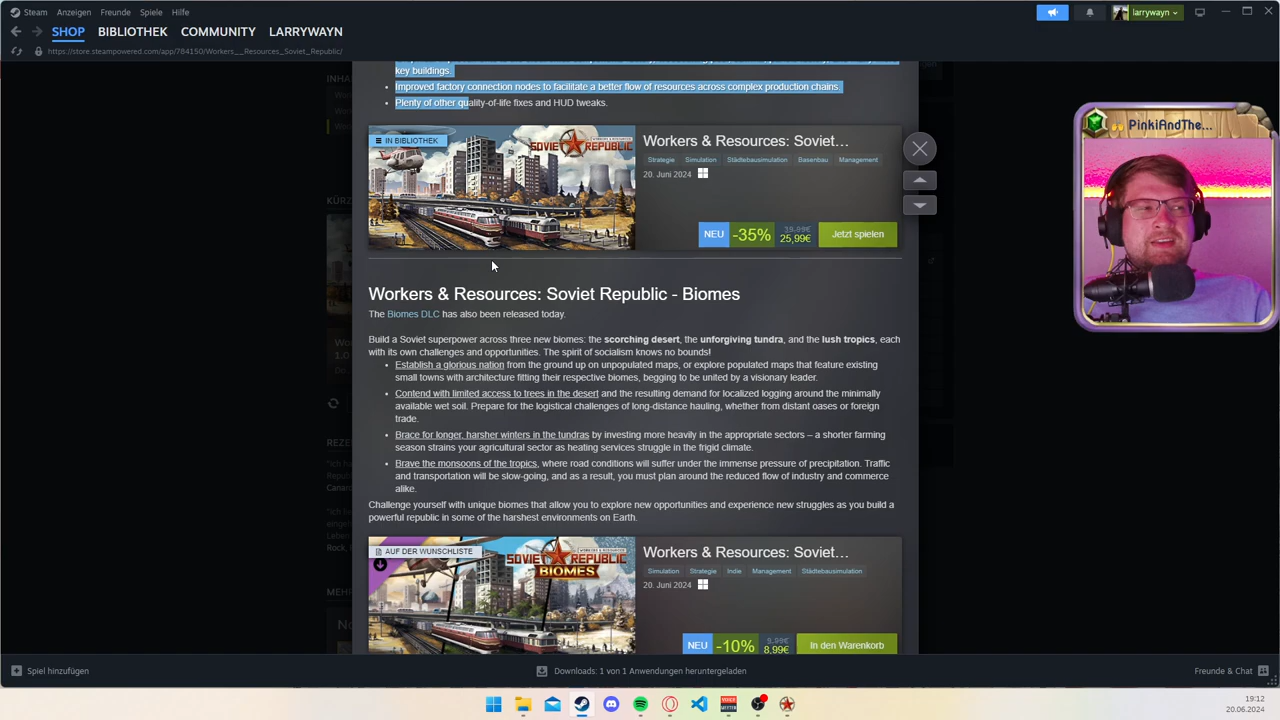 Steam Anzeigen Freunde Spiele Hilfe
larrywayn
SHOP BIBLIOTHEK COMMUNITY LARRYWAYN
https://store.steampowered.com/app/784150/Workers__Resources_Soviet_Republic/
key buildings.
Improved factory connection nodes to facilitate a better flow of resources across complex production chains.
Plenty of other quality-of-life fixes and HUD tweaks.
PinkiAndThe...
IN BIBLIOTHEK
WORKERS & RESOURCES
SOVIET REPUBLIC
Workers & Resources: Soviet...
Strategie Simulation Städtebausimulation Basenbau Management
20. Juni 2024
NEU -35% 39,99€ 25,99€ Jetzt spielen
Workers & Resources: Soviet Republic - Biomes
The Biomes DLC has also been released today.
Build a Soviet superpower across three new biomes: the scorching desert, the unforgiving tundra, and the lush tropics, each
with its own challenges and opportunities. The spirit of socialism knows no bounds!
Establish a glorious nation from the ground up on unpopulated maps, or explore populated maps that feature existing
small towns with architecture fitting their respective biomes, begging to be united by a visionary leader.
Contend with limited access to trees in the desert and the resulting demand for localized logging around the minimally
available wet soil. Prepare for the logistical challenges of long-distance hauling, whether from distant oases or foreign
trade.
Brace for longer, harsher winters in the tundras by investing more heavily in the appropriate sectors – a shorter farming
season strains your agricultural sector as heating services struggle in the frigid climate.
Brave the monsoons of the tropics, where road conditions will suffer under the immense pressure of precipitation. Traffic
and transportation will be slow-going, and as a result, you must plan around the reduced flow of industry and commerce
alike.
Challenge yourself with unique biomes that allow you to explore new opportunities and experience new struggles as you build a
powerful republic in some of the harshest environments on Earth.
AUF DER WUNSCHLISTE
WORKERS & RESOURCES
SOVIET REPUBLIC
BIOMES
Workers & Resources: Soviet...
Simulation Strategie Indie Management Städtebausimulation
20. Juni 2024
NEU -10% 9,99€ 8,99€ In den Warenkorb
Spiel hinzufügen
Downloads: 1 von 1 Anwendungen heruntergeladen
Freunde & Chat
19:12
20.06.2024